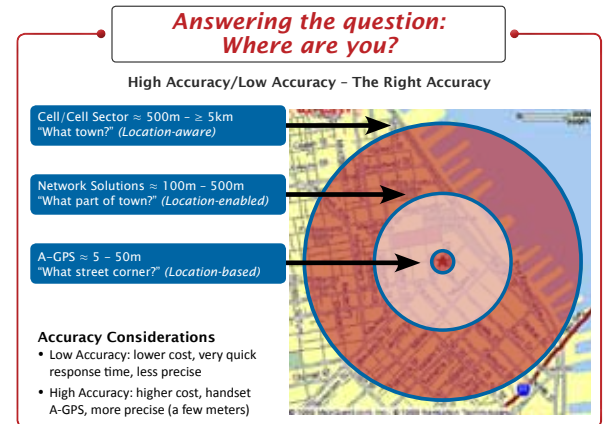 Answering the question:
Where are you?
High Accuracy/Low Accuracy – The Right Accuracy
Cell/Cell Sector ≈ 500m – ≥ 5km
“What town?” (Location-aware)
Network Solutions ≈ 100m – 500m
“What part of town?” (Location-enabled)
A-GPS ≈ 5 – 50m
“What street corner?” (Location-based)
Accuracy Considerations
• Low Accuracy: lower cost, very quick
response time, less precise
• High Accuracy: higher cost, handset
A-GPS, more precise (a few meters)